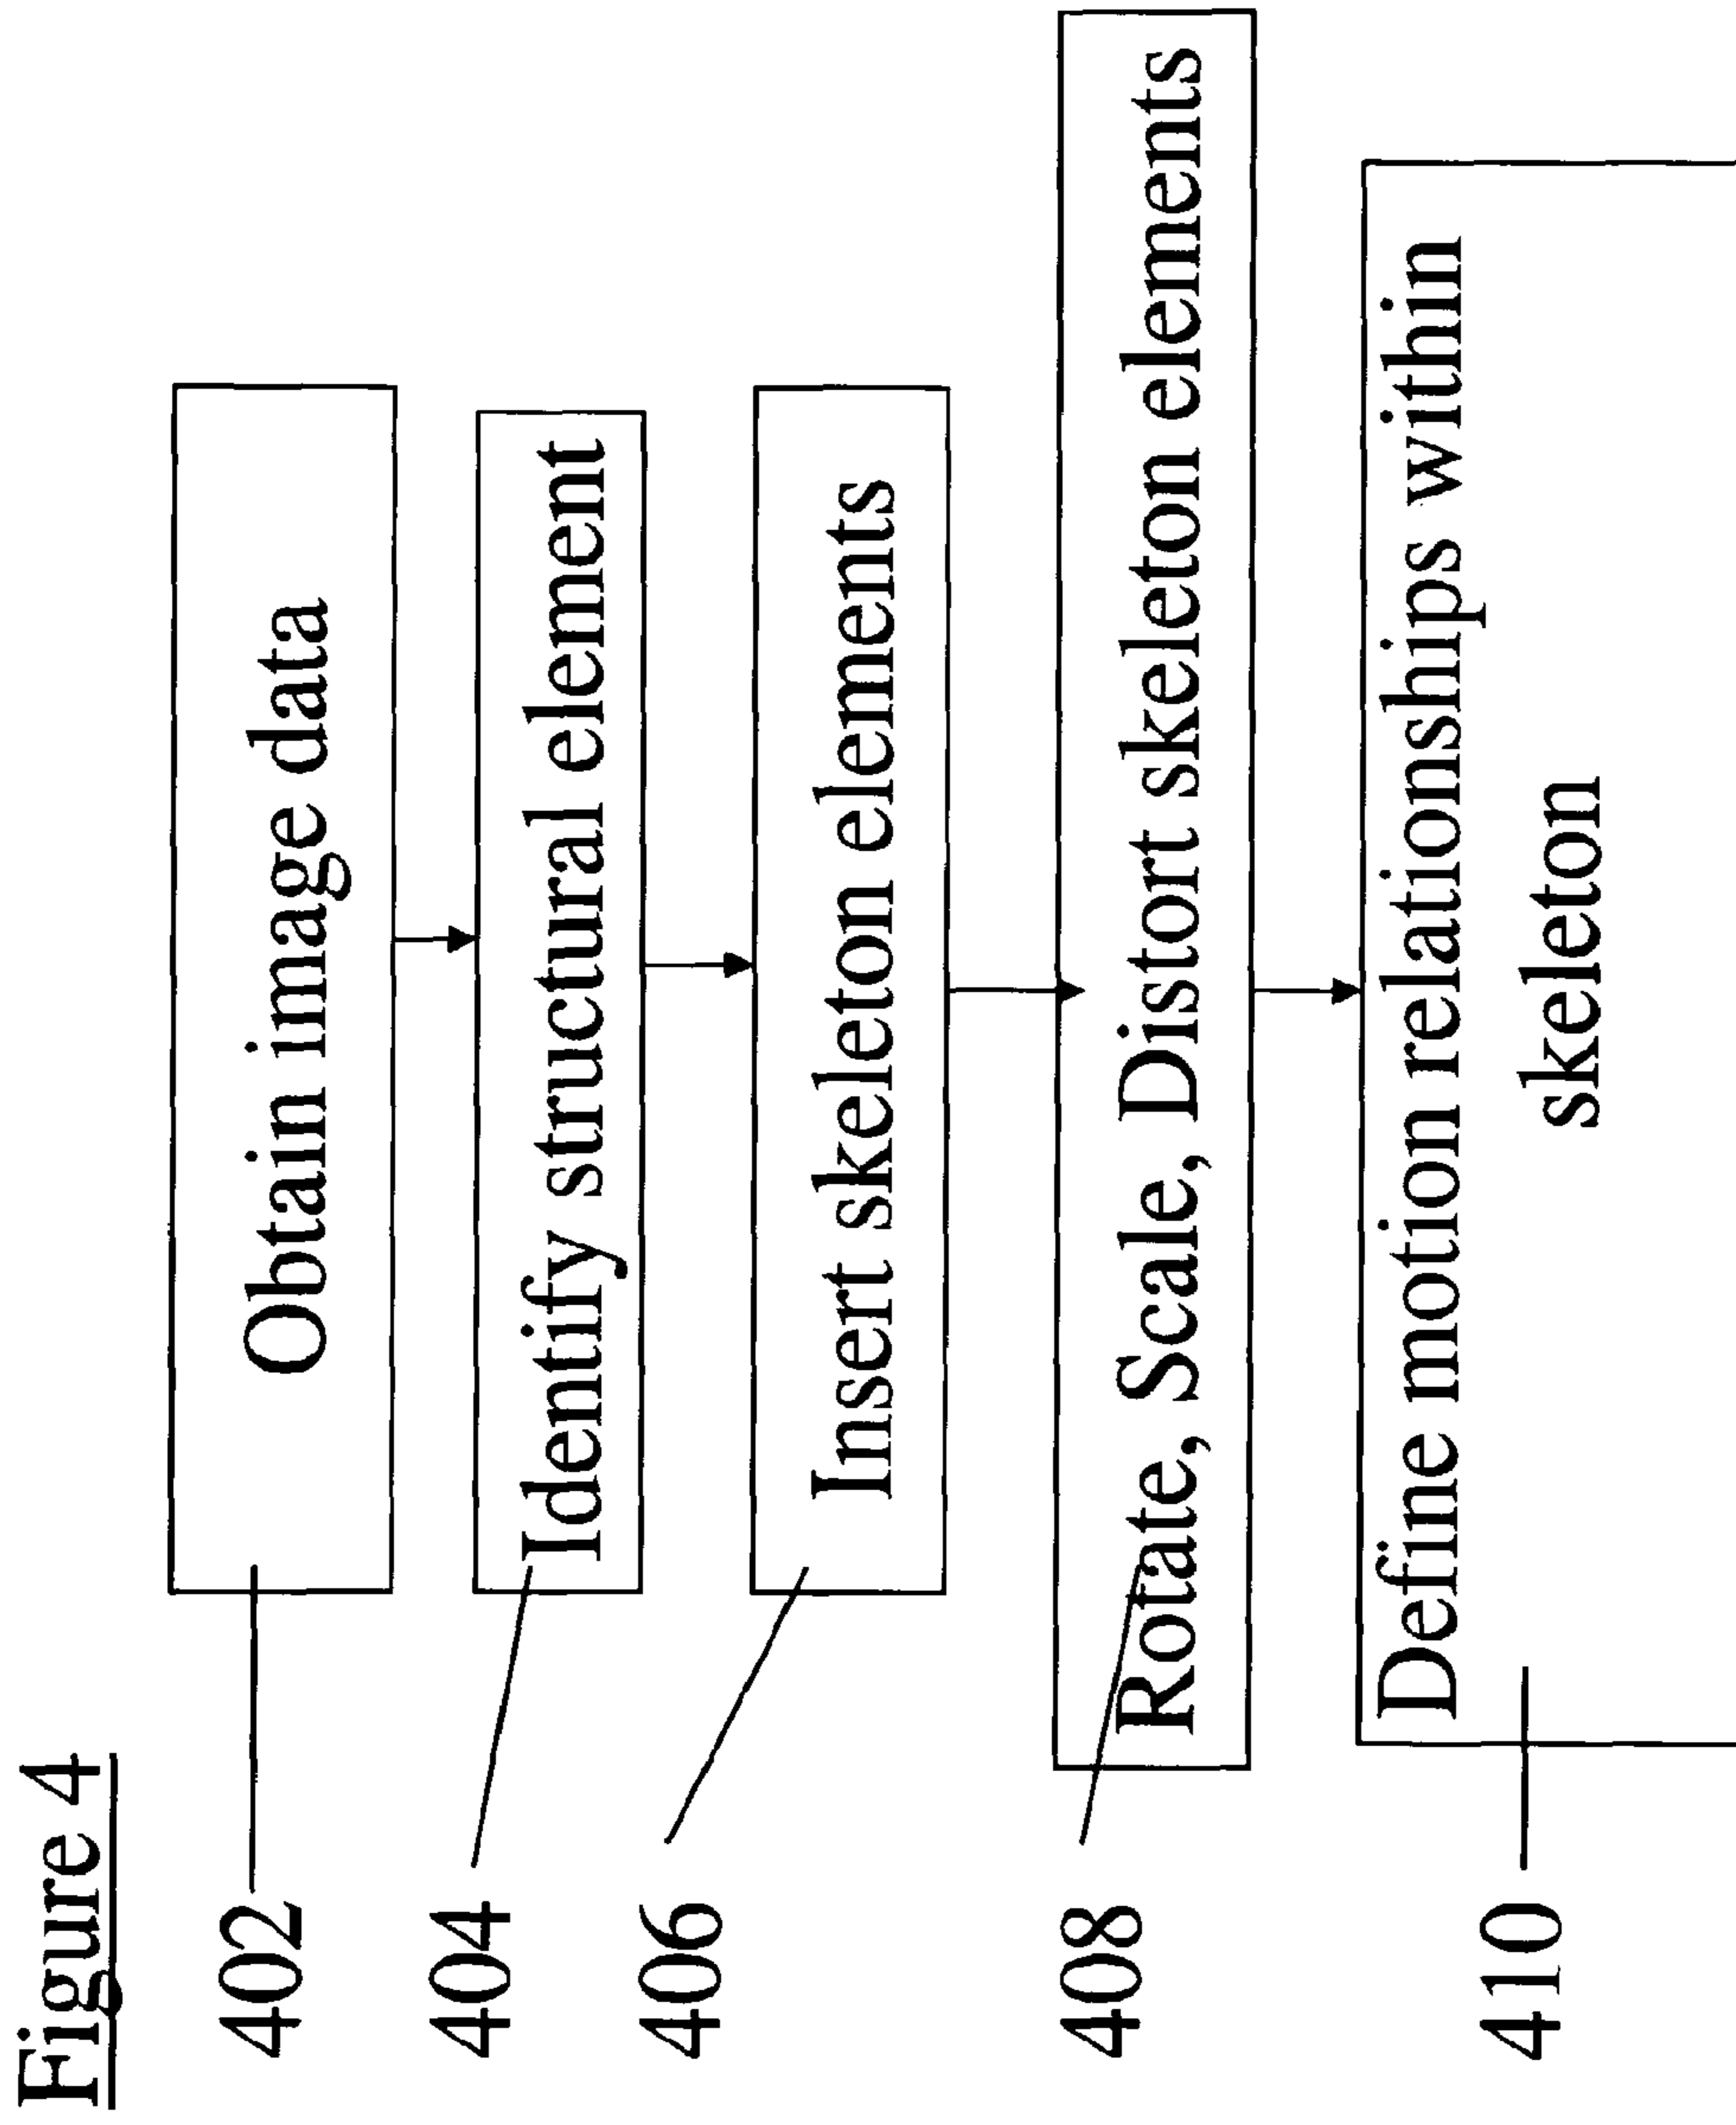 Figure 4
402
Obtain image data
404
Identify structural element
406
Insert skeleton elements
408
Rotate, Scale, Distort skeleton elements
410
Define motion relationships within
skeleton